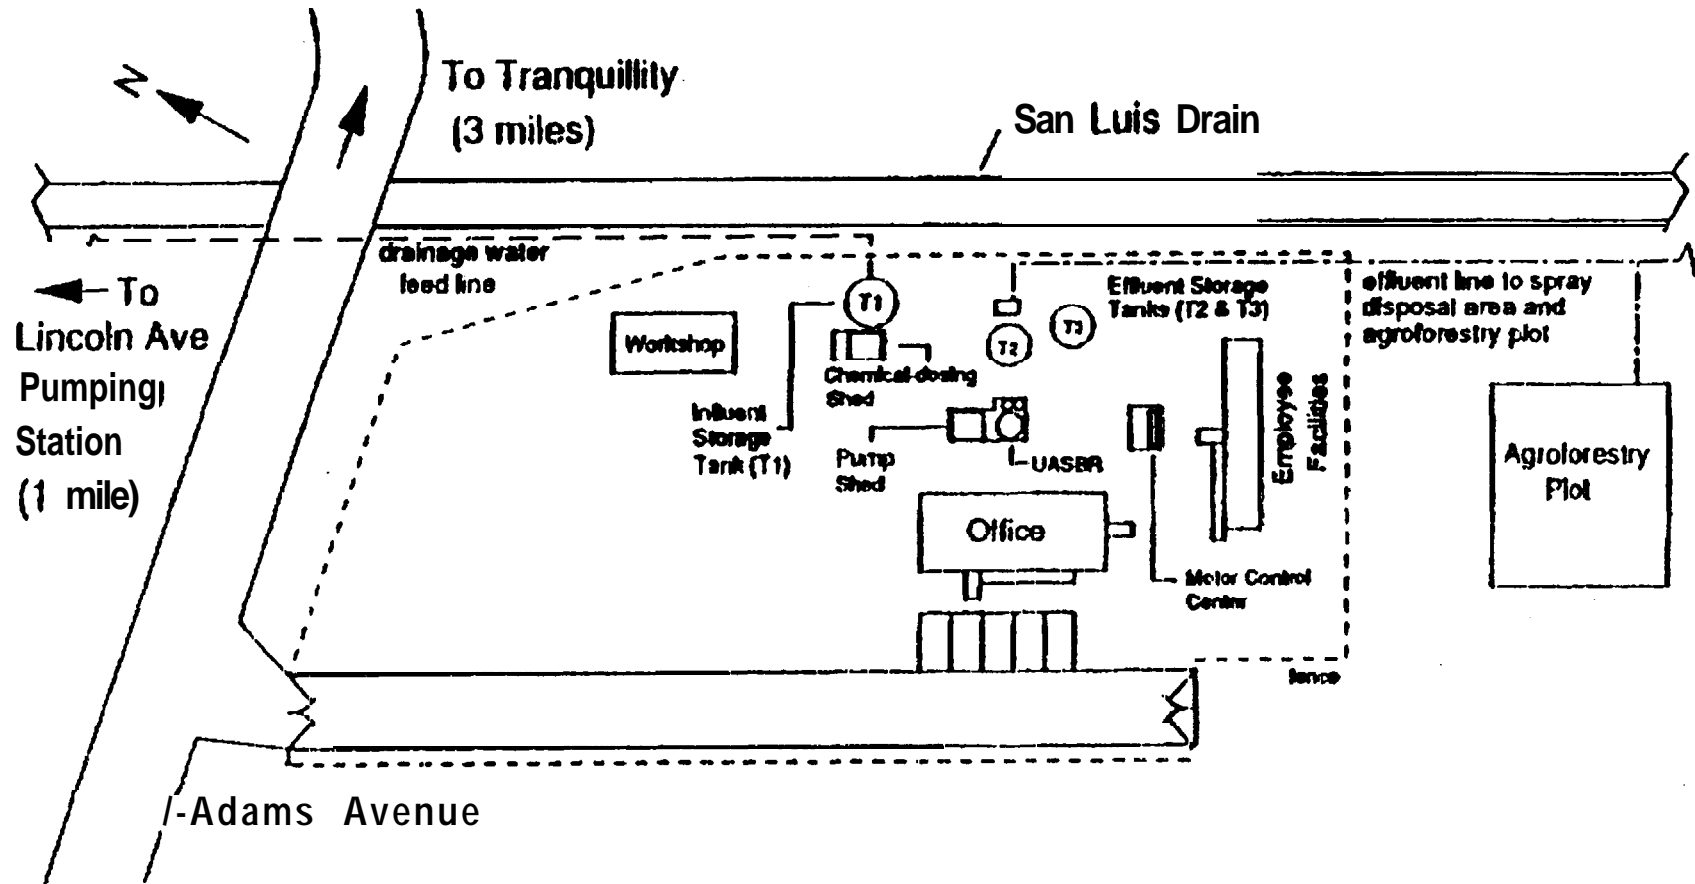 N
To Tranquillity
(3 miles)
San Luis Drain
drainage water
feed line
To
Lincoln Ave
Pumping
Station
(1 mile)
T1
Workshop
Chemical-dosing
Shed
Influent
Storage
Tank (T1)
T2
T3
Effluent Storage
Tanks (T2 & T3)
effluent line to spray
disposal area and
agroforestry plot
Pump
Shed
UASBR
Employee
Facilities
Agroforestry
Plot
Office
Motor Control
Center
fence
/-Adams Avenue